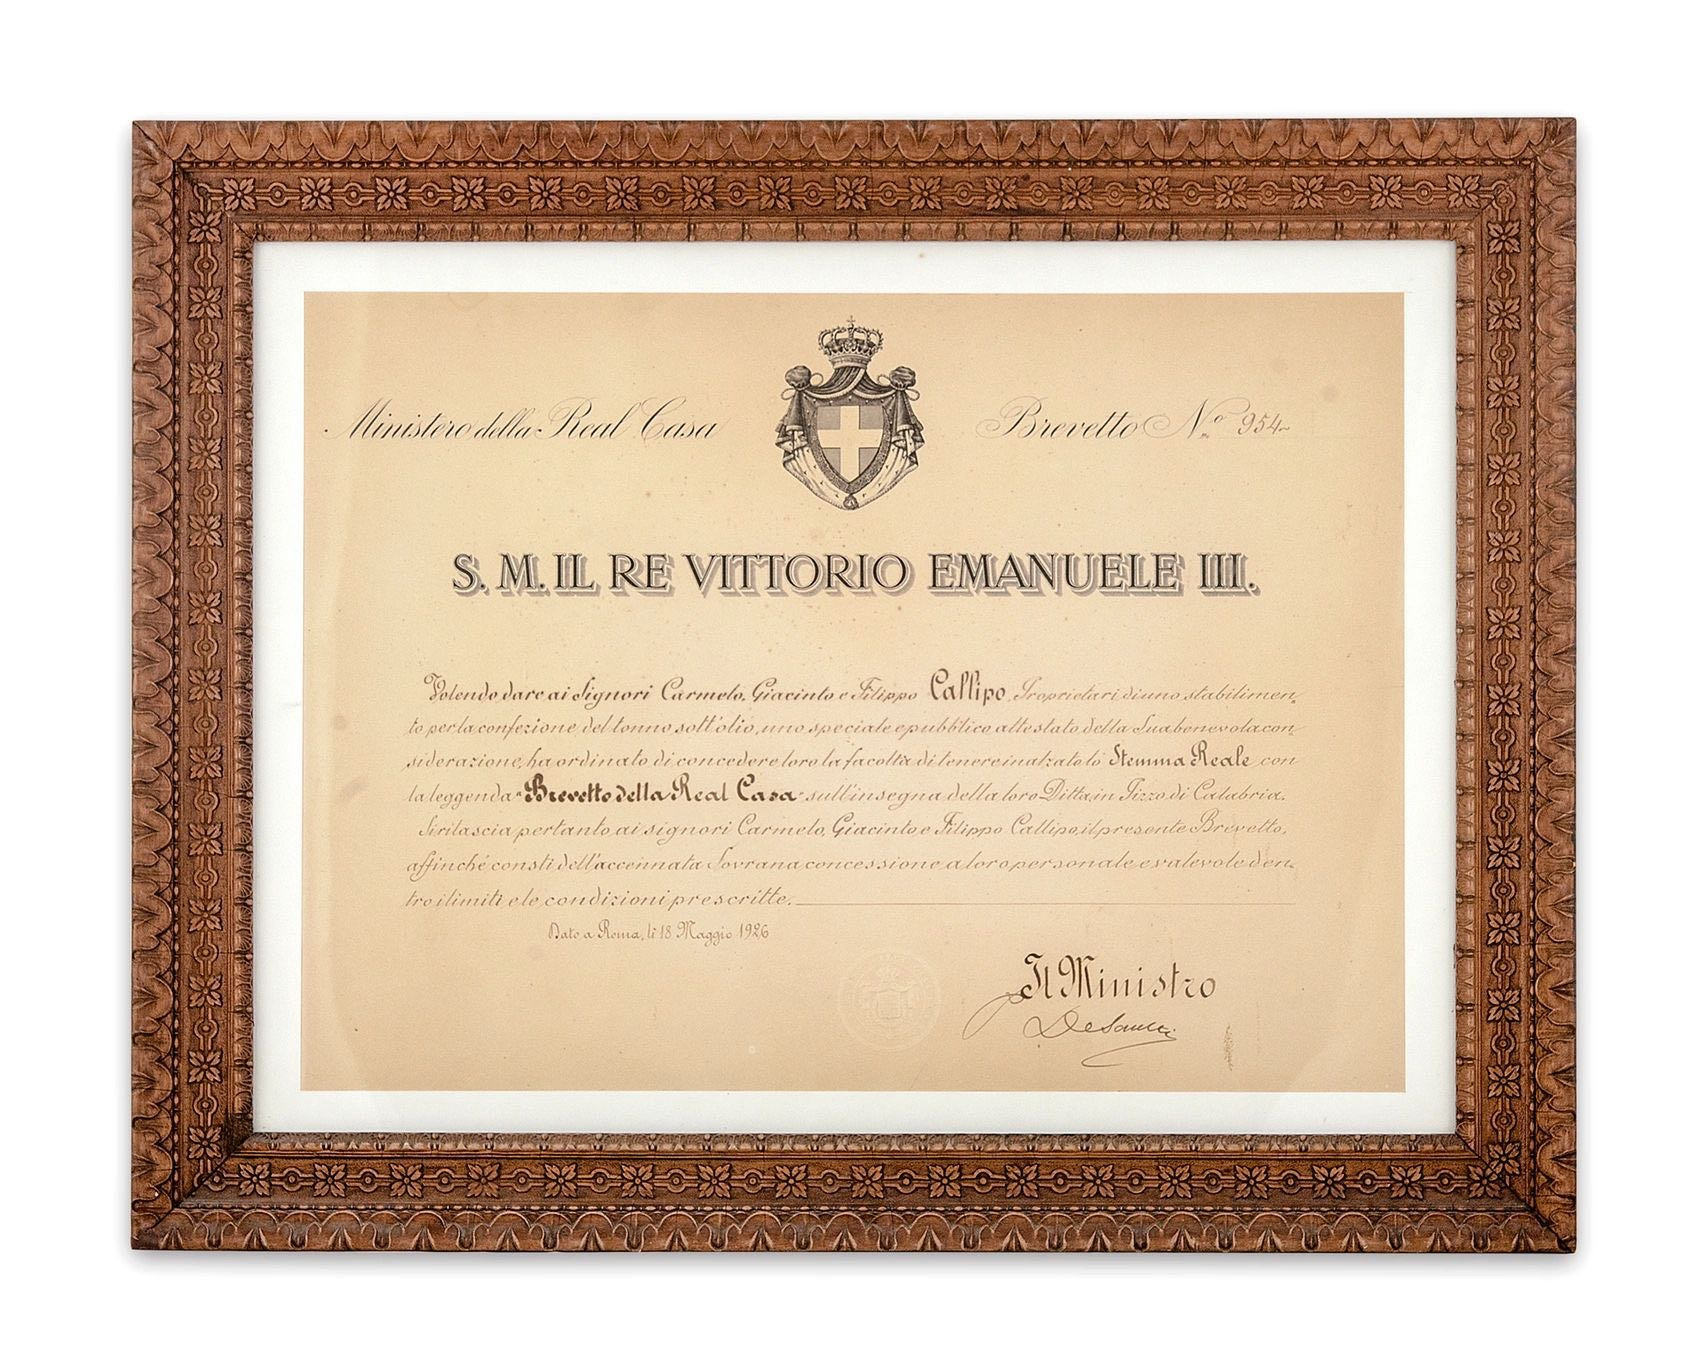 Ministero della Real Casa
Brevetto N.º 954
S. M. IL RE VITTORIO EMANUELE III.
Volendo dare ai Signori Carmelo, Giacinto e Filippo Callipo, Proprietari di uno stabilimen-
to per la confezione del tonno sott'olio, uno speciale e pubblico attestato della Sua benevola con-
siderazione, ha ordinato di concedere loro la facoltà di tenere inalzato lo Stemma Reale con
la leggenda "Brevetto della Real Casa" sull'insegna della loro Ditta in Pizzo di Calabria.
Si rilascia pertanto ai signori Carmelo, Giacinto e Filippo Callipo, il presente Brevetto,
affinché consti dell'accennata Sovrana concessione a loro personale e valevole den-
tro i limiti e le condizioni prescritte.
Dato a Roma, li 18 Maggio 1926
Il Ministro